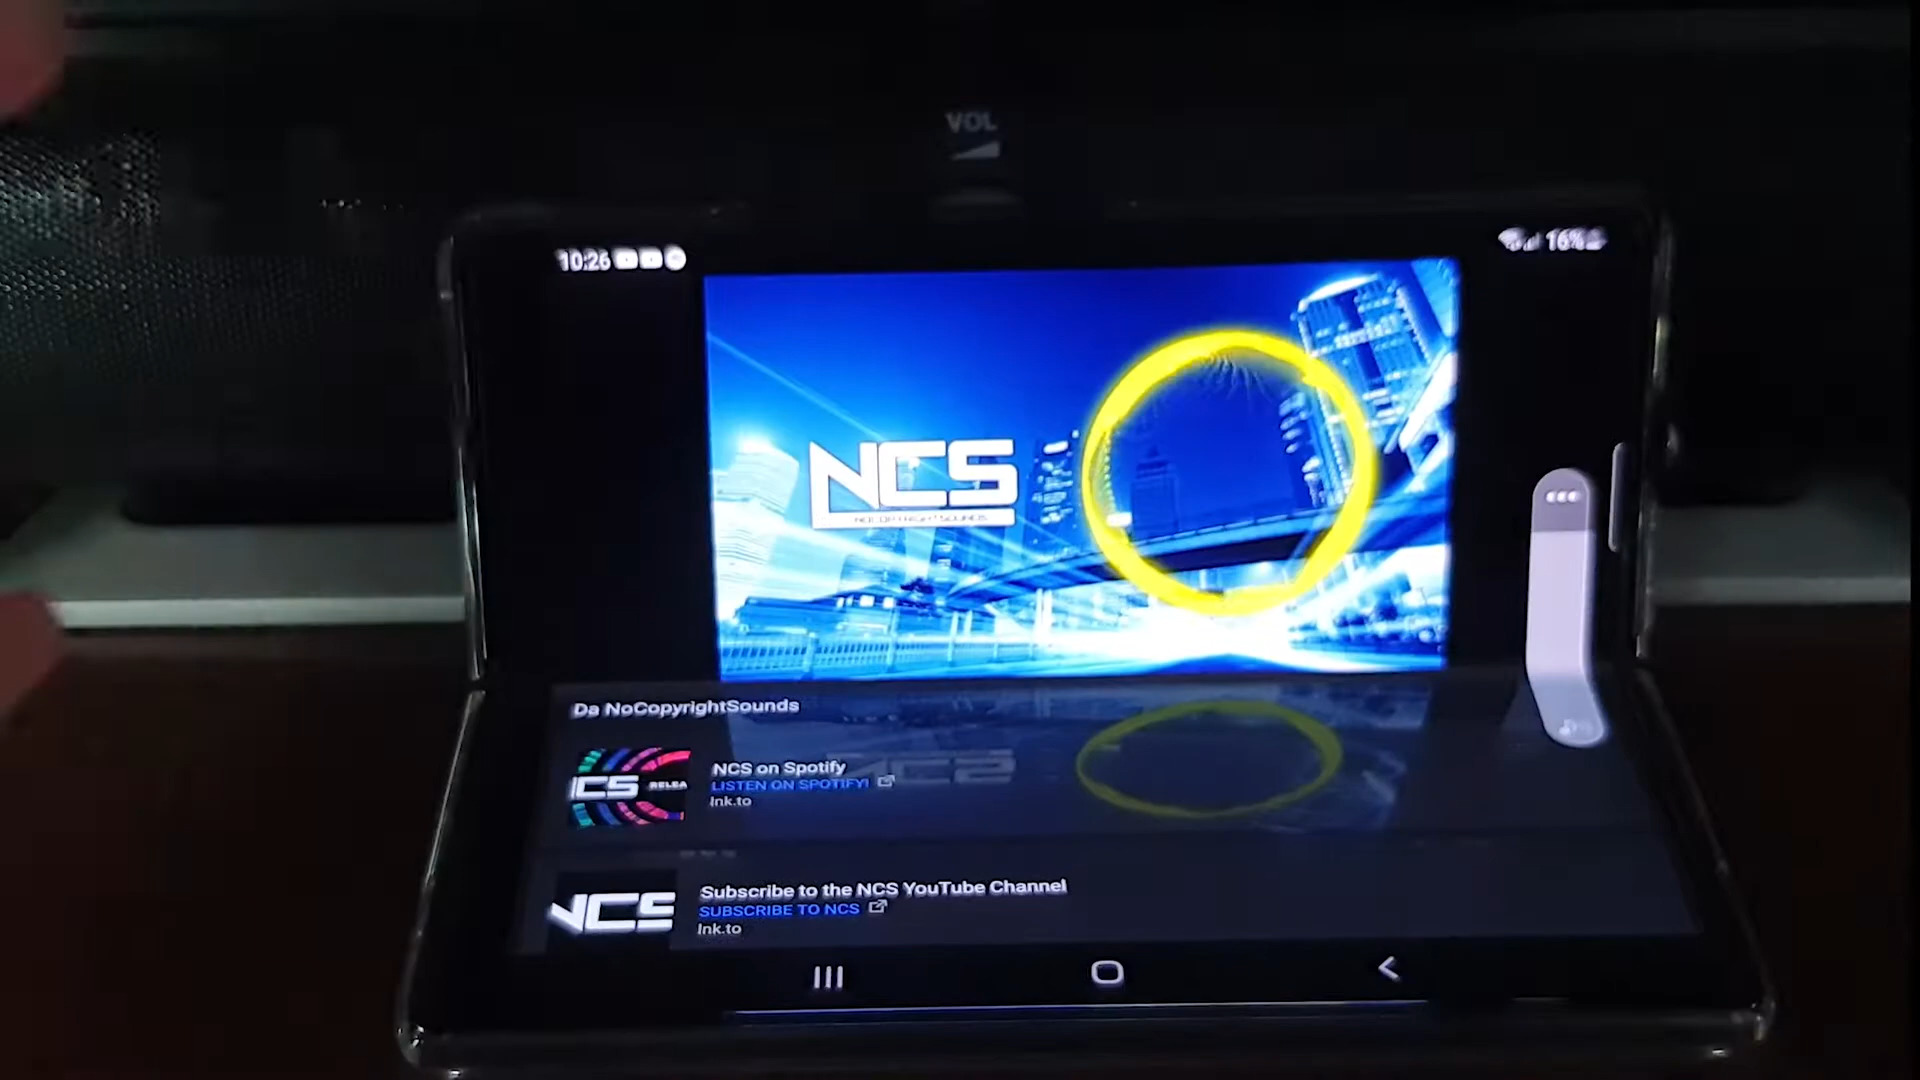 VOL
10:26
16%
NCS
NOCOPYRIGHTSOUNDS
Da NoCopyrightSounds
NCS on Spotify
LISTEN ON SPOTIFY!
lnk.to
Subscribe to the NCS YouTube Channel
SUBSCRIBE TO NCS
lnk.to